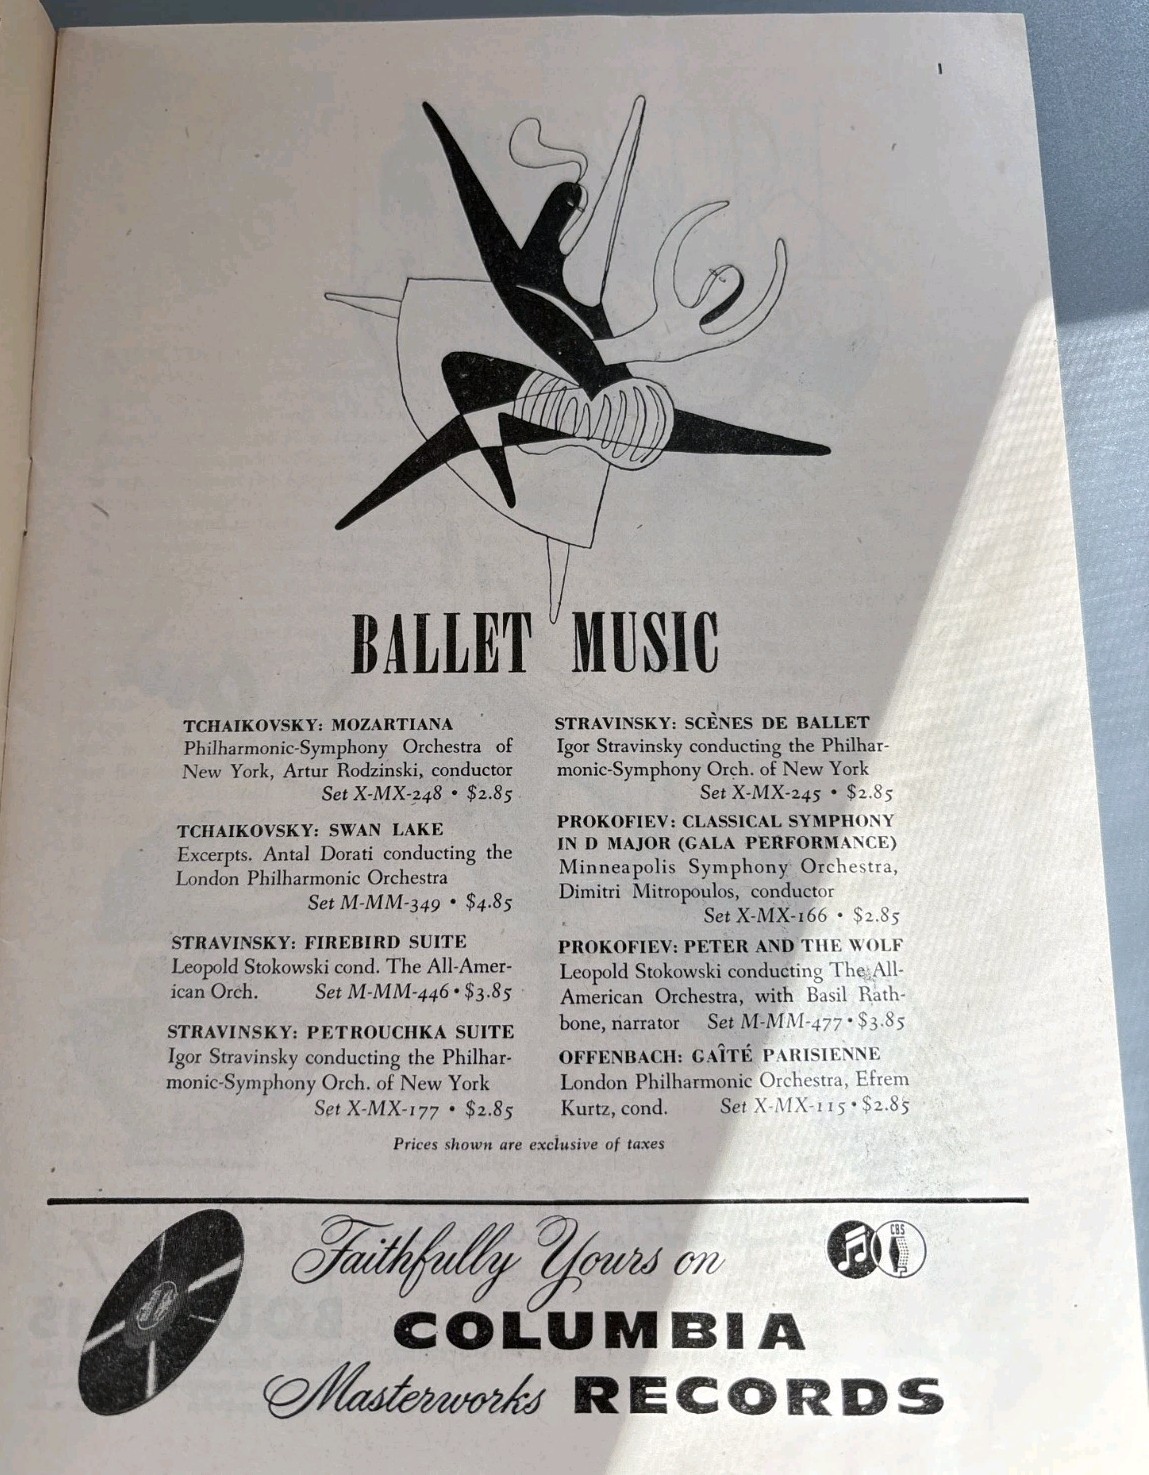 BALLET MUSIC
TCHAIKOVSKY: MOZARTIANA
Philharmonic-Symphony Orchestra of
New York, Artur Rodzinski, conductor
Set X-MX-248 • $2.85
TCHAIKOVSKY: SWAN LAKE
Excerpts. Antal Dorati conducting the
London Philharmonic Orchestra
Set M-MM-349 • $4.85
STRAVINSKY: FIREBIRD SUITE
Leopold Stokowski cond. The All-Amer-
ican Orch. Set M-MM-446 • $3.85
STRAVINSKY: PETROUCHKA SUITE
Igor Stravinsky conducting the Philhar-
monic-Symphony Orch. of New York
Set X-MX-177 • $2.85
STRAVINSKY: SCÈNES DE BALLET
Igor Stravinsky conducting the Philhar-
monic-Symphony Orch. of New York
Set X-MX-245 • $2.85
PROKOFIEV: CLASSICAL SYMPHONY
IN D MAJOR (GALA PERFORMANCE)
Minneapolis Symphony Orchestra,
Dimitri Mitropoulos, conductor
Set X-MX-166 • $2.85
PROKOFIEV: PETER AND THE WOLF
Leopold Stokowski conducting The All-
American Orchestra, with Basil Rath-
bone, narrator Set M-MM-477 • $3.85
OFFENBACH: GAÎTÉ PARISIENNE
London Philharmonic Orchestra, Efrem
Kurtz, cond. Set X-MX-115 • $2.85
Prices shown are exclusive of taxes
Faithfully Yours on
CBS
COLUMBIA
Masterworks RECORDS